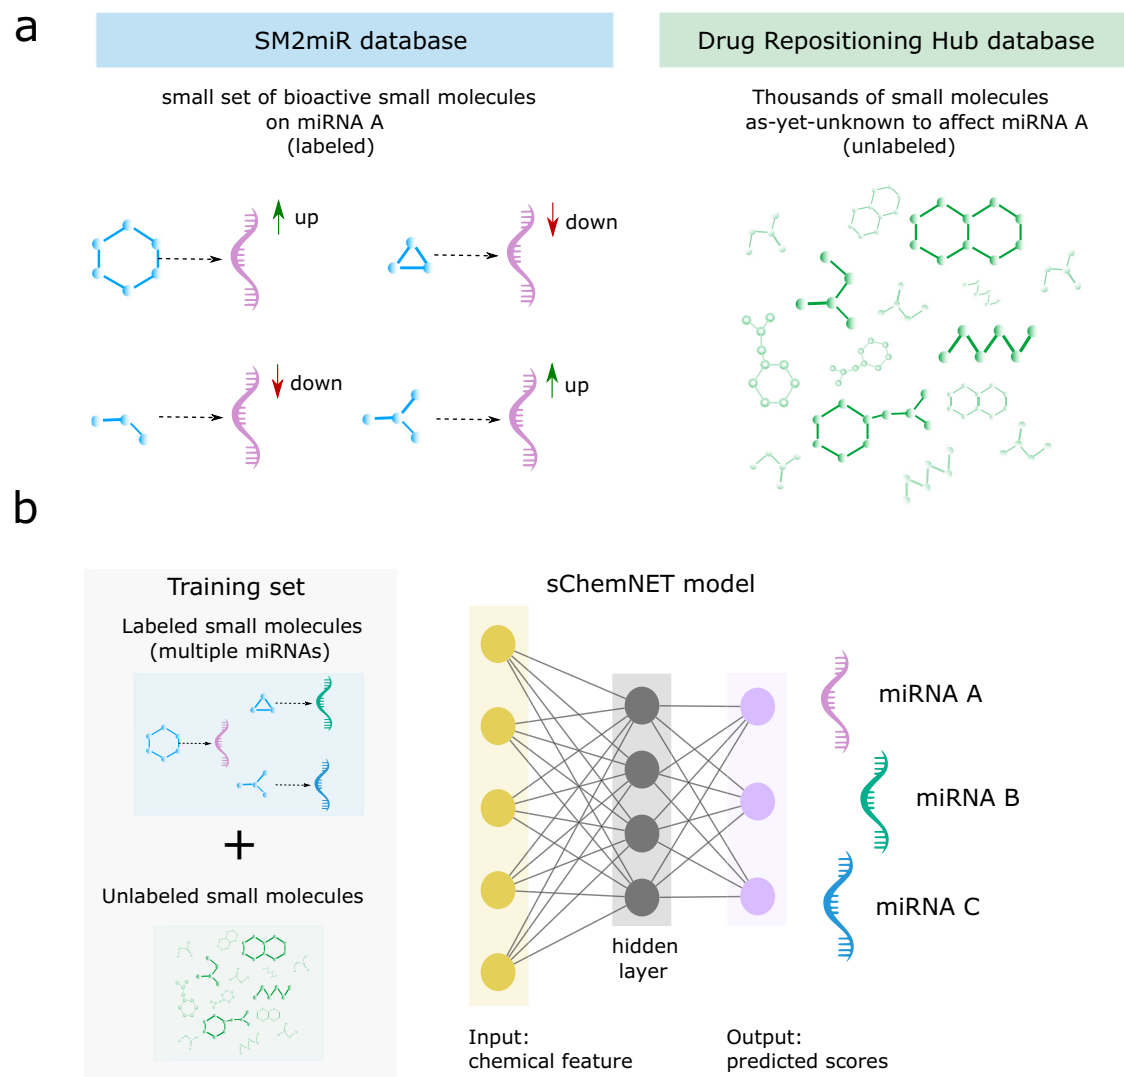 a
SM2miR database
Drug Repositioning Hub database
small set of bioactive small molecules
on miRNA A
(labeled)
Thousands of small molecules
as-yet-unknown to affect miRNA A
(unlabeled)
up
down
down
up
b
Training set
Labeled small molecules
(multiple miRNAs)
+
Unlabeled small molecules
sChemNET model
miRNA A
miRNA B
miRNA C
hidden
layer
Input:
chemical feature
Output:
predicted scores